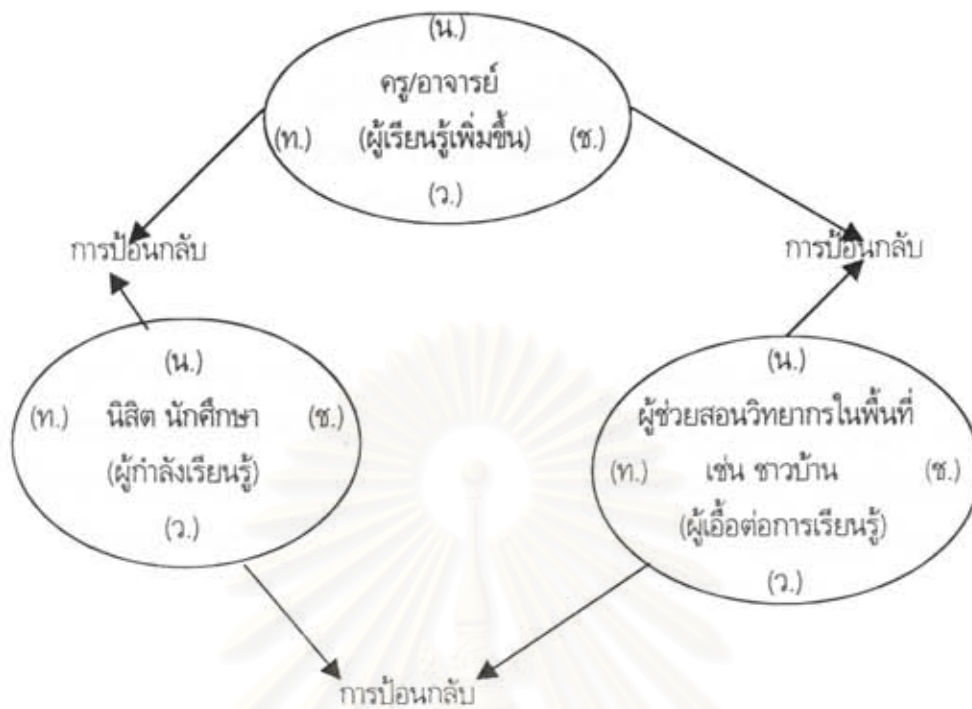 (น.)
ครู/อาจารย์
(ท.) (ผู้เรียนรู้เพิ่มขึ้น) (ช.)
(ว.)
การป้อนกลับ การป้อนกลับ
(น.)
(ท.) นิสิต นักศึกษา (ช.)
(ผู้กำลังเรียนรู้)
(ว.)
(น.)
ผู้ช่วยสอนวิทยากรในพื้นที่
(ท.) เช่น ชาวบ้าน (ช.)
(ผู้เอื้อต่อการเรียนรู้)
(ว.)
การป้อนกลับ